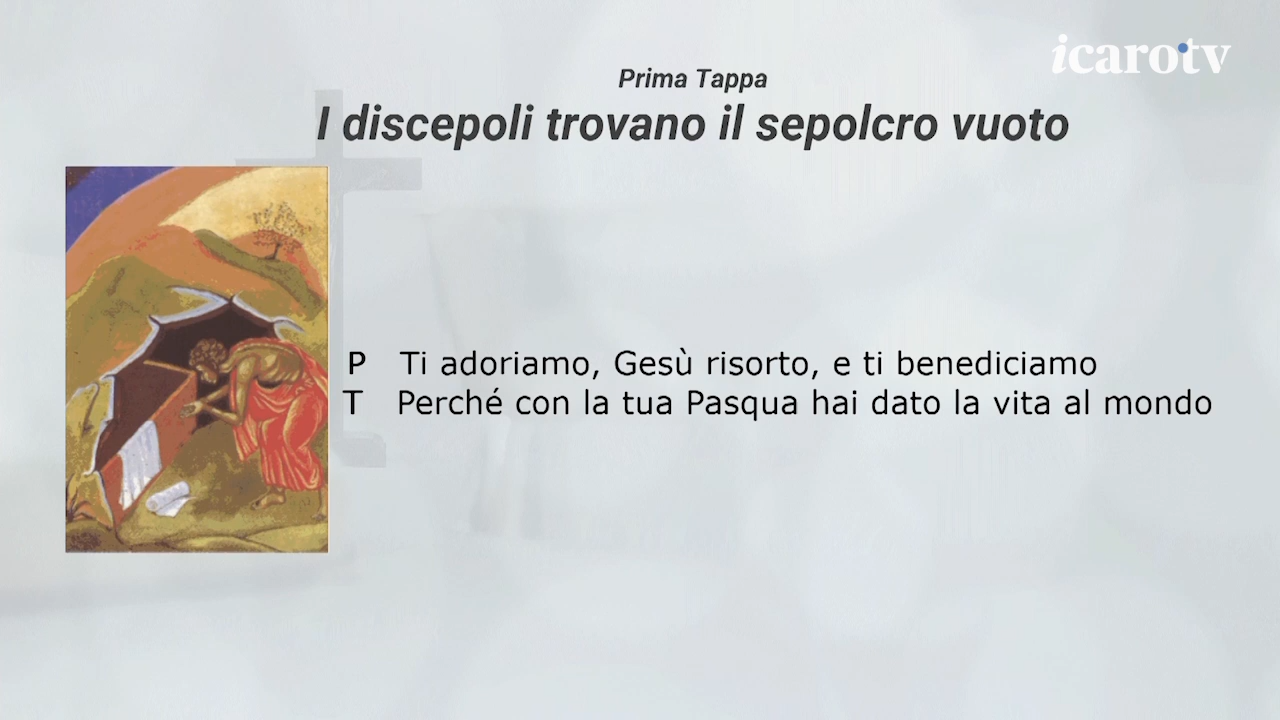 icarotv
Prima Tappa
I discepoli trovano il sepolcro vuoto
P Ti adoriamo, Gesù risorto, e ti benediciamo
T Perché con la tua Pasqua hai dato la vita al mondo